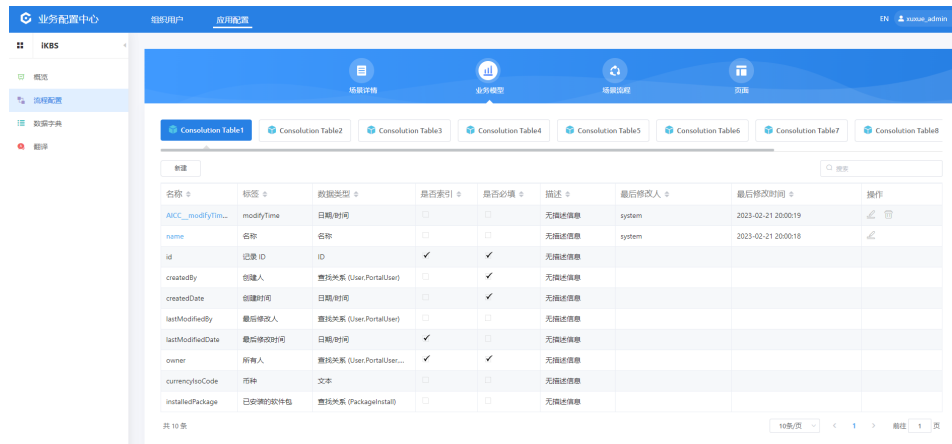 业务配置中心 组织用户 应用配置 EN xuxue_admin
iKBS
概览
流程配置
数据字典
翻译
场景详情 业务模型 场景流程 页面
Consolution Table1 Consolution Table2 Consolution Table3 Consolution Table4 Consolution Table5 Consolution Table6 Consolution Table7 Consolution Table8
新建 搜索
名称 标签 数据类型 是否索引 是否必填 描述 最后修改人 最后修改时间 操作
AICC__modifyTim... modifyTime 日期/时间 无描述信息 system 2023-02-21 20:00:19
name 名称 名称 无描述信息 system 2023-02-21 20:00:18
id 记录 ID ID 无描述信息
createdBy 创建人 查找关系 (User.PortalUser) 无描述信息
createdDate 创建时间 日期/时间 无描述信息
lastModifiedBy 最后修改人 查找关系 (User.PortalUser) 无描述信息
lastModifiedDate 最后修改时间 日期/时间 无描述信息
owner 所有人 查找关系 (User.PortalUser.... 无描述信息
currencyIsoCode 币种 文本 无描述信息
installedPackage 已安装的软件包 查找关系 (PackageInstall) 无描述信息
共 10 条 10条/页 1 前往 1 页